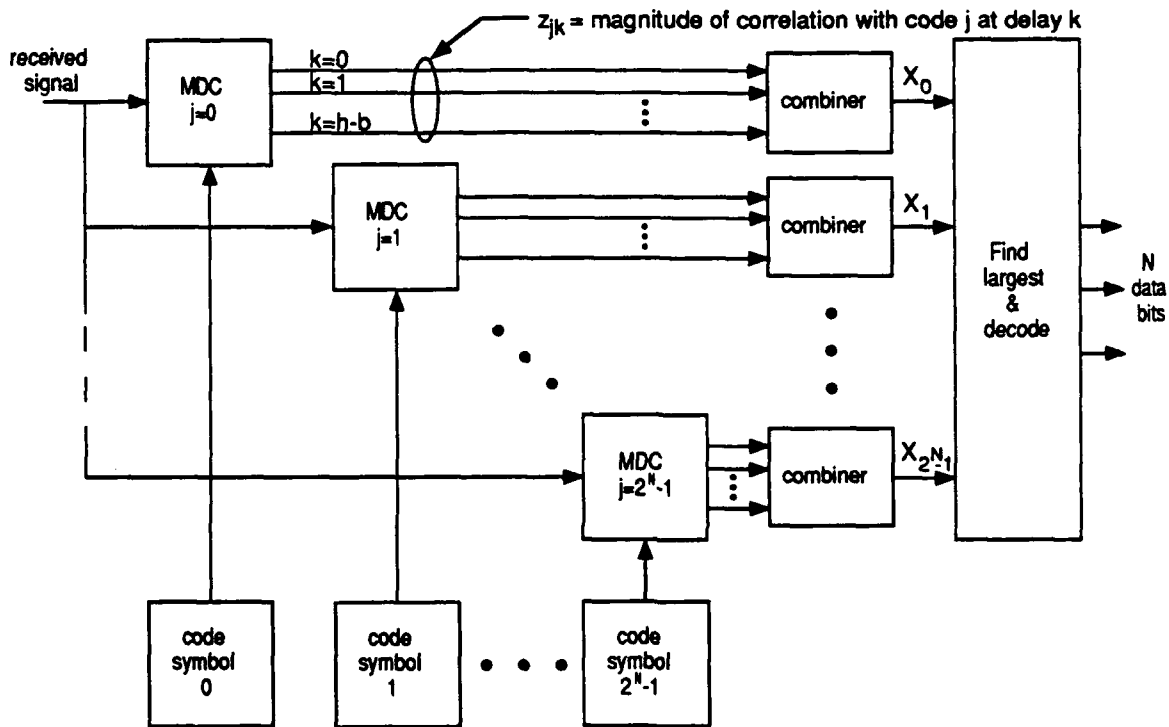 z_jk = magnitude of correlation with code j at delay k
received
signal
MDC
j=0
k=0
k=1
k=h-b
combiner
X_0
MDC
j=1
combiner
X_1
Find
largest
&
decode
N
data
bits
MDC
j=2^N-1
combiner
X_2^N-1
code
symbol
0
code
symbol
1
code
symbol
2^N-1